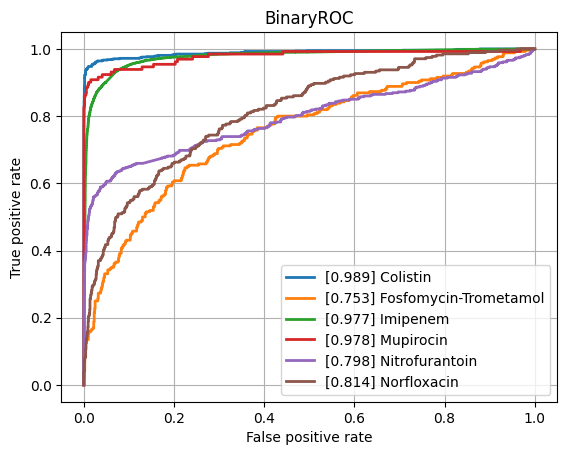 BinaryROC
True positive rate
1.0
0.8
0.6
0.4
0.2
0.0
[0.989] Colistin
[0.753] Fosfomycin-Trometamol
[0.977] Imipenem
[0.978] Mupirocin
[0.798] Nitrofurantoin
[0.814] Norfloxacin
0.0 0.2 0.4 0.6 0.8 1.0
False positive rate